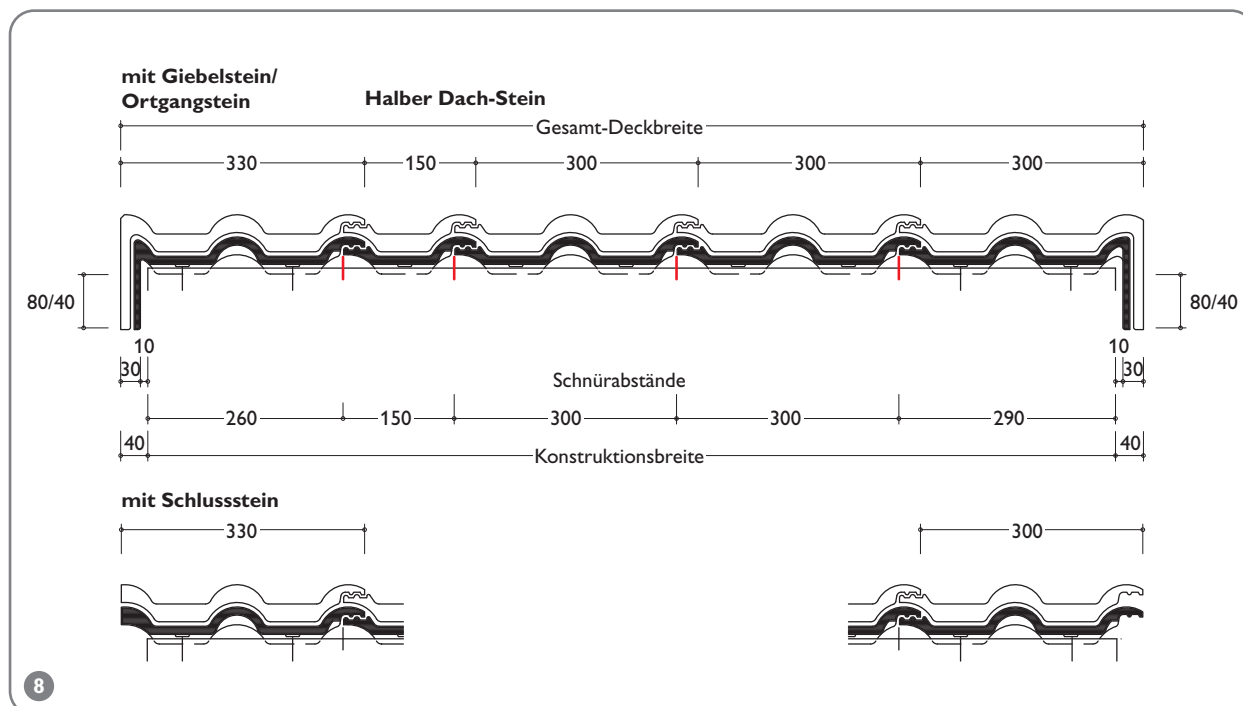 mit Giebelstein/
Ortgangstein
Halber Dach-Stein
Gesamt-Deckbreite
330 150 300 300 300
80/40 80/40
10 10
30 30
Schnürabstände
260 150 300 300 290
40 40
Konstruktionsbreite
mit Schlussstein
330 300
8